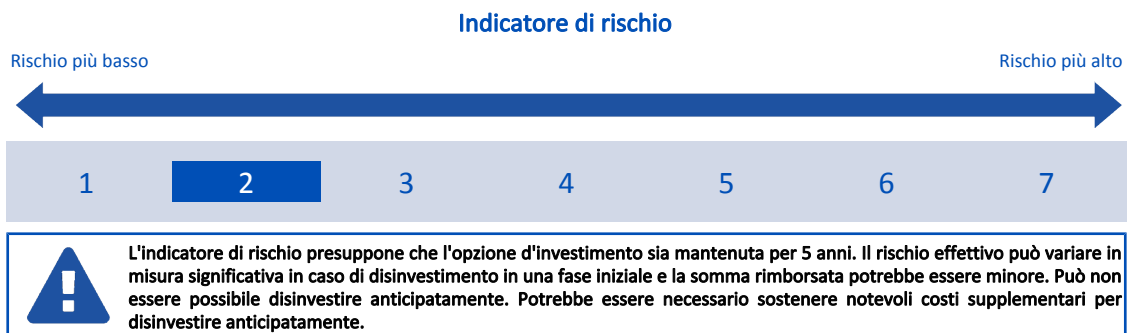 Indicatore di rischio
Rischio più basso
Rischio più alto
1 2 3 4 5 6 7
L'indicatore di rischio presuppone che l'opzione d'investimento sia mantenuta per 5 anni. Il rischio effettivo può variare in
misura significativa in caso di disinvestimento in una fase iniziale e la somma rimborsata potrebbe essere minore. Può non
essere possibile disinvestire anticipatamente. Potrebbe essere necessario sostenere notevoli costi supplementari per
disinvestire anticipatamente.